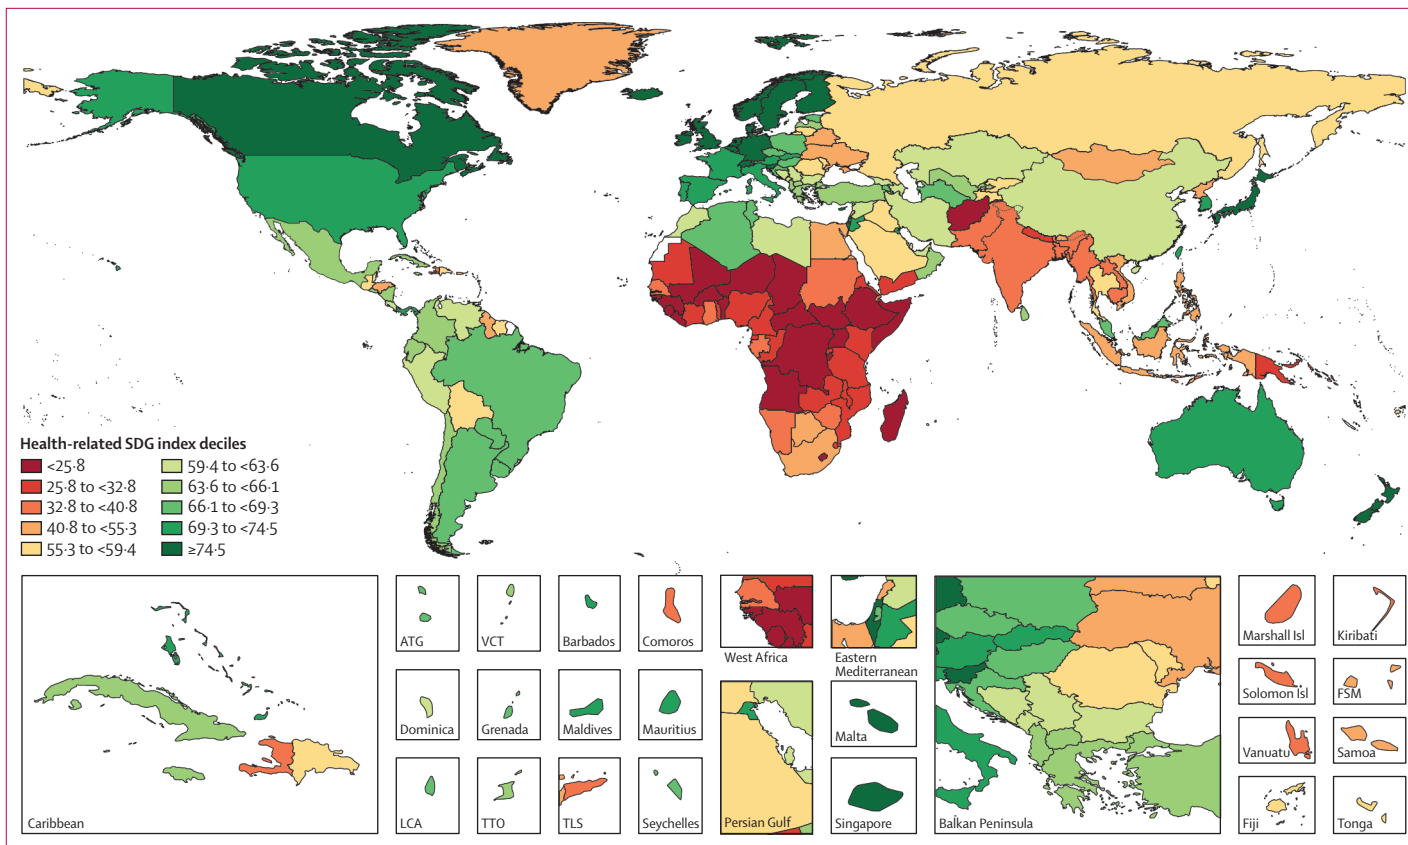 Health-related SDG index deciles
<25·8
25·8 to <32·8
32·8 to <40·8
40·8 to <55·3
55·3 to <59·4
59·4 to <63·6
63·6 to <66·1
66·1 to <69·3
69·3 to <74·5
≥74·5
Caribbean
ATG
VCT
Barbados
Comoros
Dominica
Grenada
Maldives
Mauritius
LCA
TTO
TLS
Seychelles
West Africa
Eastern
Mediterranean
Persian Gulf
Malta
Singapore
Balkan Peninsula
Marshall Isl
Kiribati
Solomon Isl
FSM
Vanuatu
Samoa
Fiji
Tonga